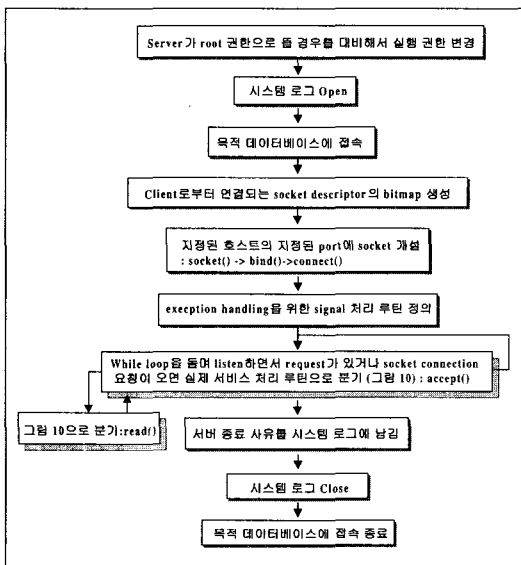 Server가 root 권한으로 뜰 경우를 대비해서 실행 권한 변경
시스템 로그 Open
목적 데이터베이스에 접속
Client로부터 연결되는 socket descriptor의 bitmap 생성
지정된 호스트의 지정된 port에 socket 개설
: socket() -> bind()->connect()
execption handling을 위한 signal 처리 루틴 정의
While loop을 돌며 listen하면서 request가 있거나 socket connection
요청이 오면 실제 서비스 처리 루틴으로 분기 (그림 10) : accept()
그림 10으로 분기:read()
서버 종료 사유를 시스템 로그에 남김
시스템 로그 Close
목적 데이터베이스에 접속 종료